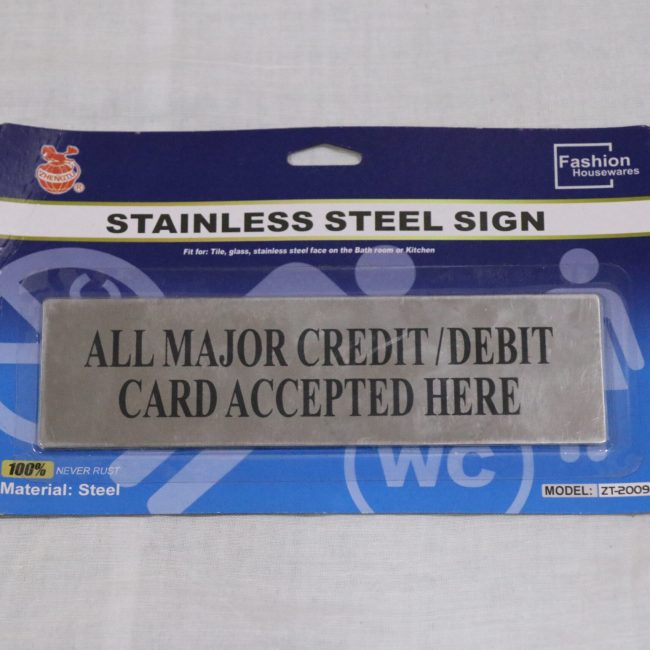 ZHENGTU
®
Fashion
Housewares
STAINLESS STEEL SIGN
Fit for: Tile, glass, stainless steel face on the Bath room or Kitchen
ALL MAJOR CREDIT/DEBIT
CARD ACCEPTED HERE
WC
100% NEVER RUST
Material: Steel
MODEL: ZT-2009